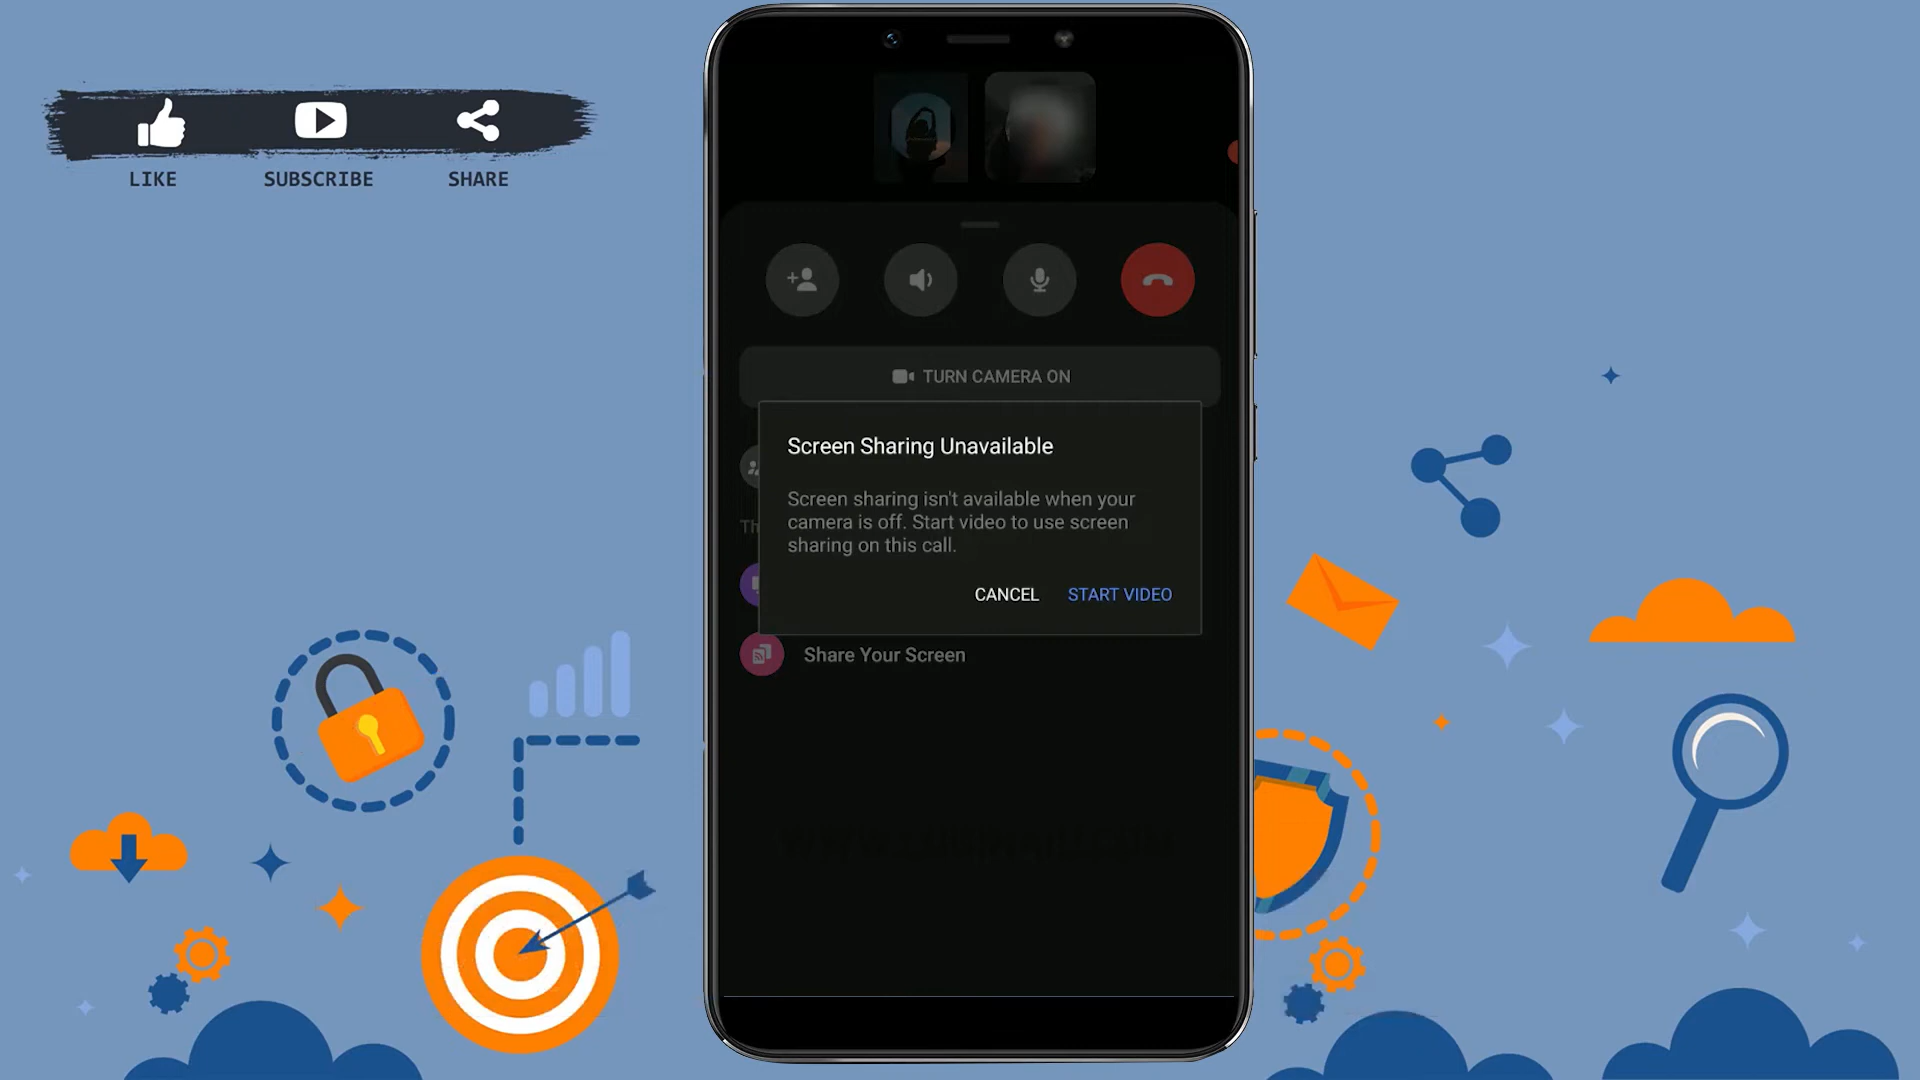 LIKE
SUBSCRIBE
SHARE
TURN CAMERA ON
Screen Sharing Unavailable
Screen sharing isn't available when your
camera is off. Start video to use screen
sharing on this call.
Th
CANCEL
START VIDEO
Share Your Screen